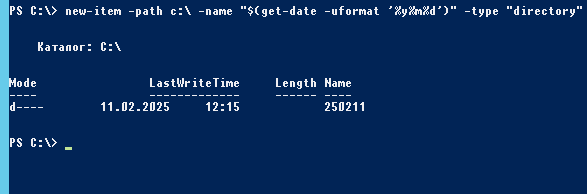 PS C:\> new-item -path c:\ -name "$(get-date -uformat '%y%m%d')" -type "directory"
Каталог: C:\
Mode LastWriteTime Length Name
---- ------------- ------ ----
d---- 11.02.2025 12:15 250211
PS C:\> _